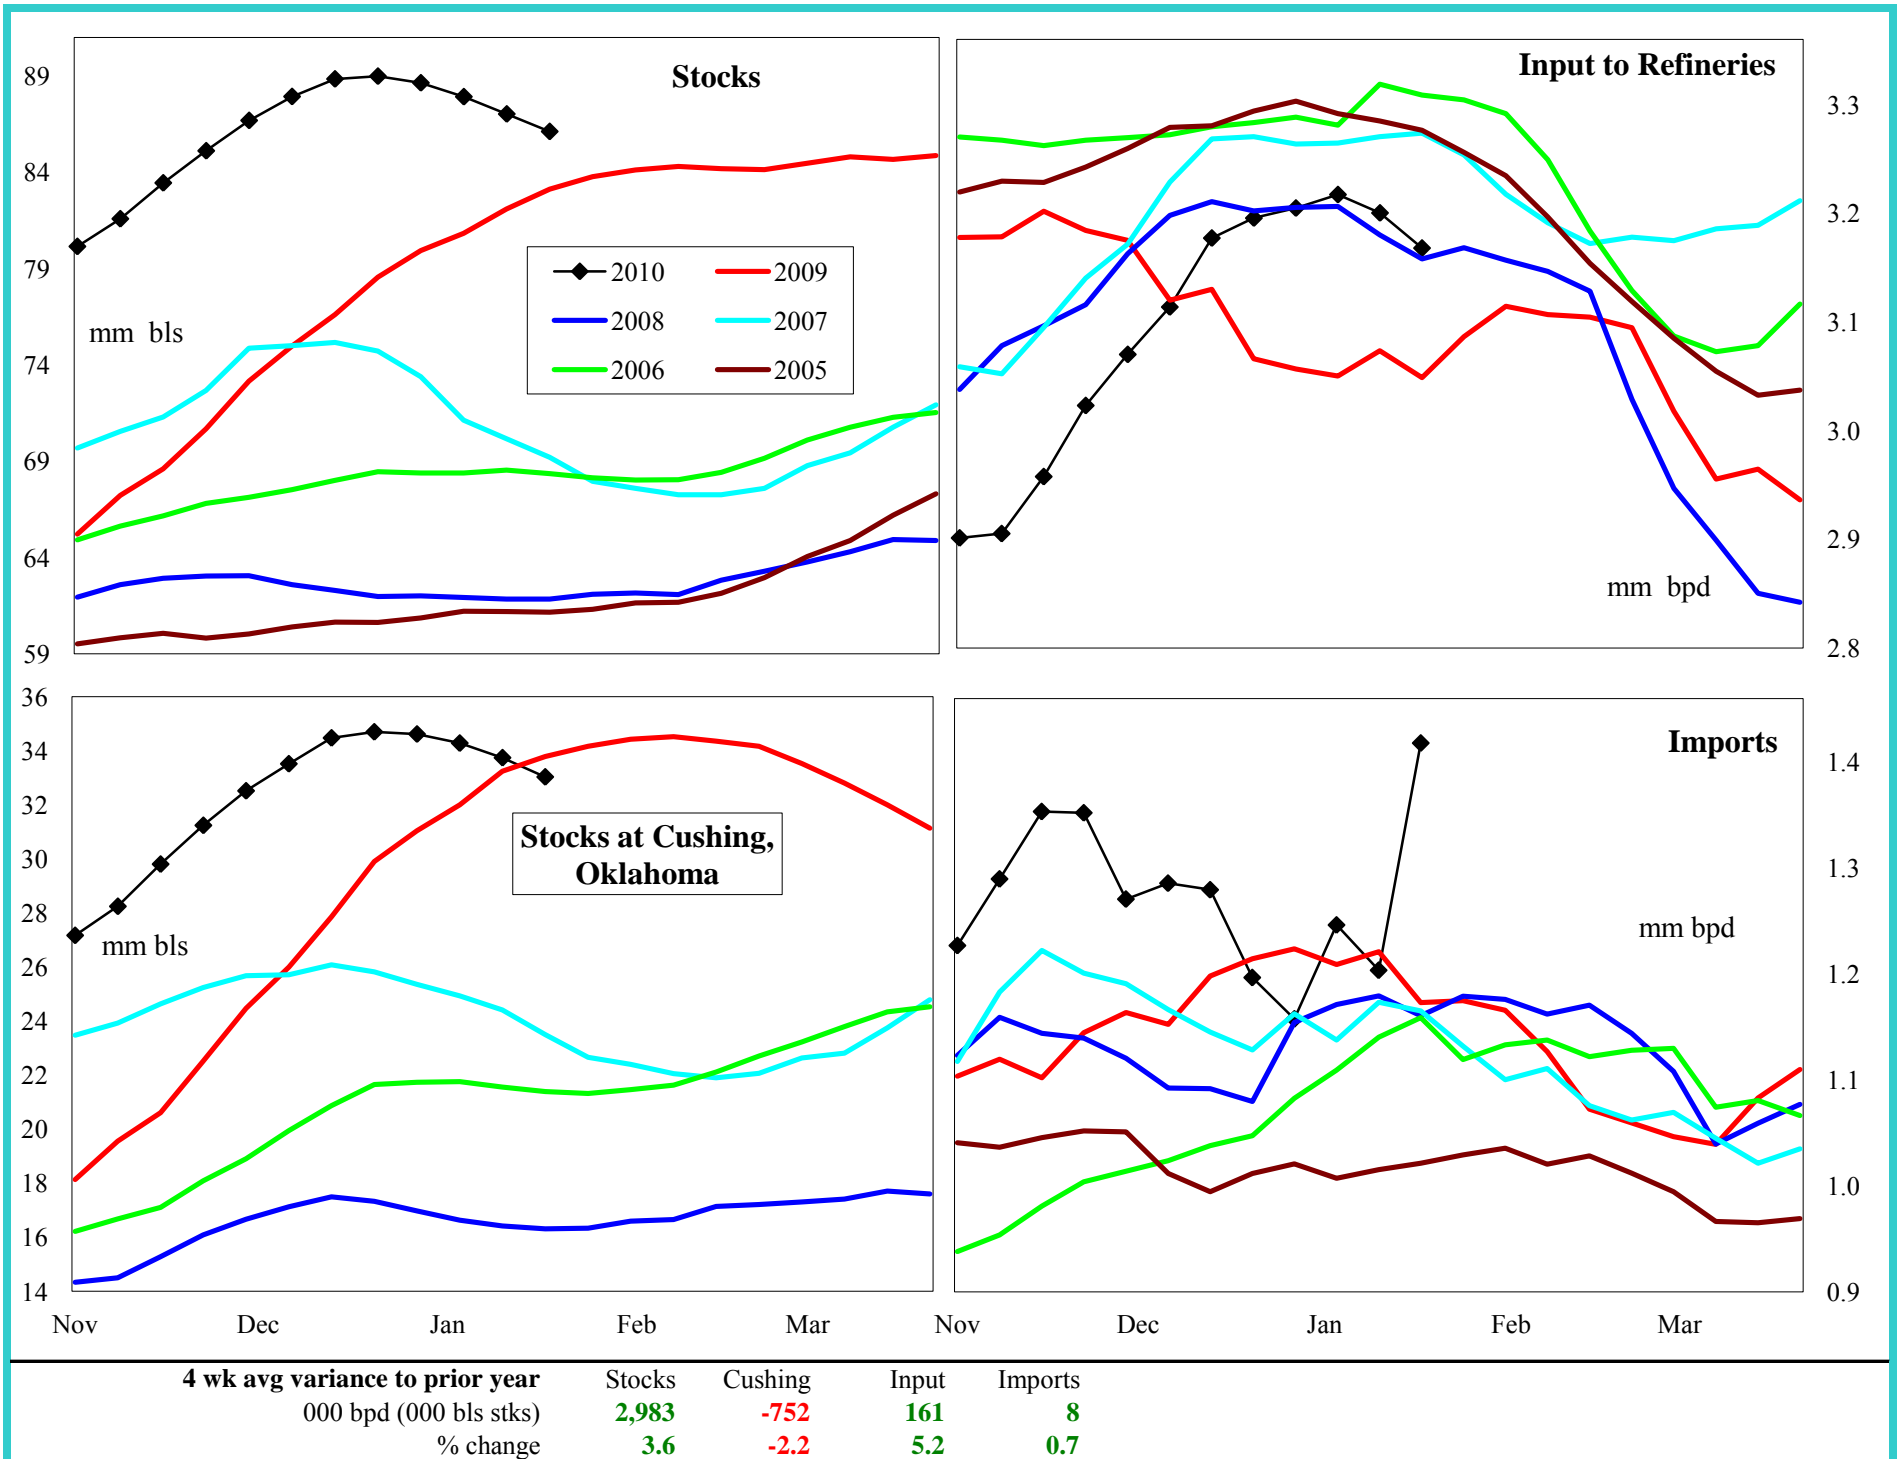 Stocks
89
84
79
74
69
64
59
mm bls
2010
2009
2008
2007
2006
2005
Input to Refineries
3.3
3.2
3.1
3.0
2.9
2.8
mm bpd
36
34
32
30
28
26
24
22
20
18
16
14
Stocks at Cushing,
Oklahoma
mm bls
Nov Dec Jan Feb Mar
Imports
1.4
1.3
1.2
1.1
1.0
0.9
mm bpd
Nov Dec Jan Feb Mar
4 wk avg variance to prior year Stocks Cushing Input Imports
000 bpd (000 bls stks) 2,983 -752 161 8
% change 3.6 -2.2 5.2 0.7